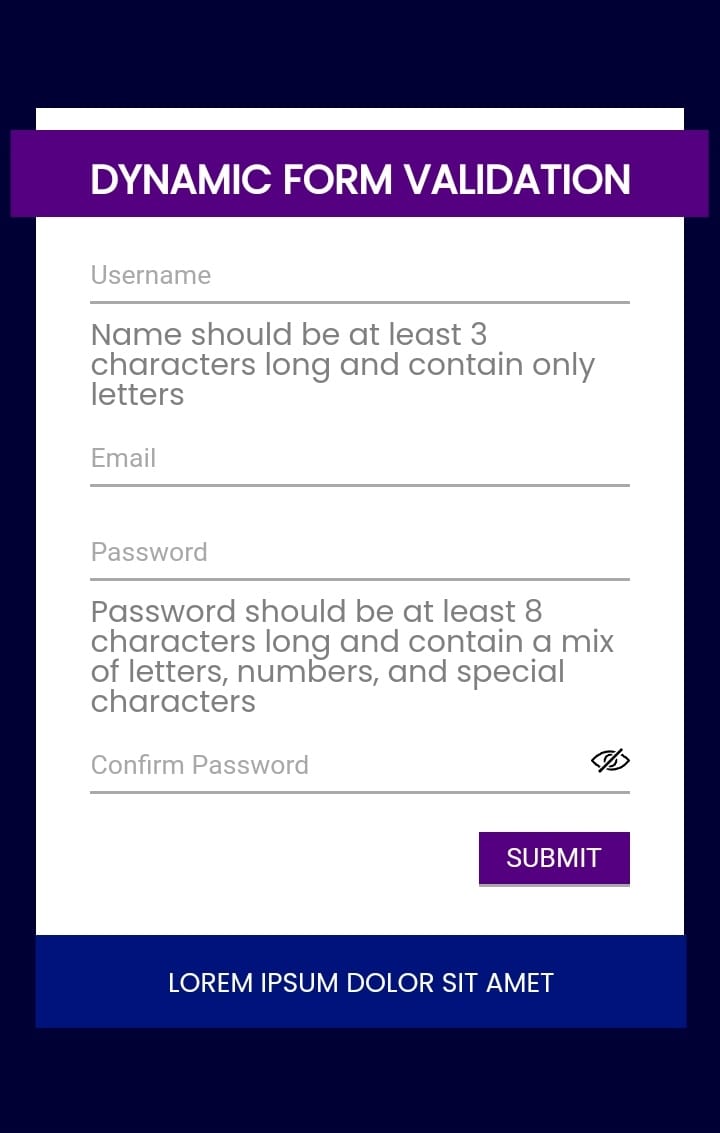 DYNAMIC FORM VALIDATION
Username
Name should be at least 3
characters long and contain only
letters
Email
Password
Password should be at least 8
characters long and contain a mix
of letters, numbers, and special
characters
Confirm Password
SUBMIT
LOREM IPSUM DOLOR SIT AMET